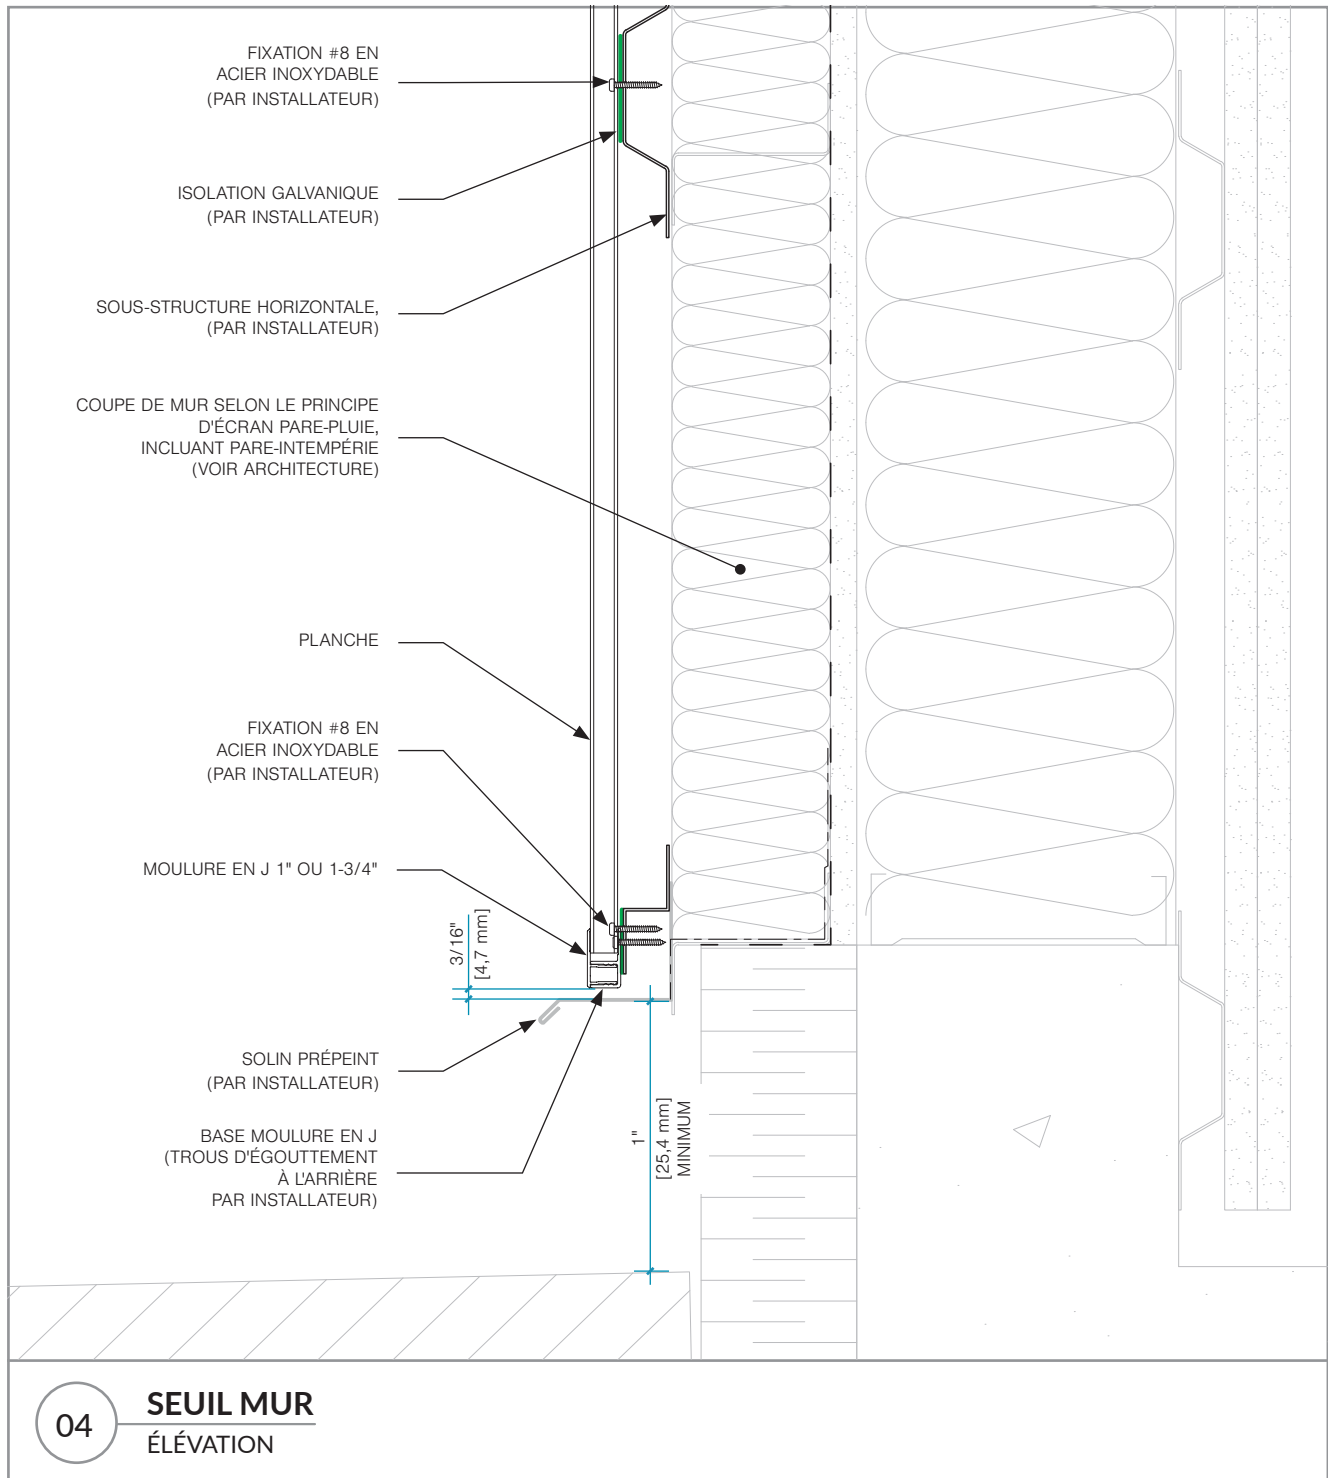 FIXATION #8 EN
ACIER INOXYDABLE
(PAR INSTALLATEUR)
ISOLATION GALVANIQUE
(PAR INSTALLATEUR)
SOUS-STRUCTURE HORIZONTALE,
(PAR INSTALLATEUR)
COUPE DE MUR SELON LE PRINCIPE
D'ÉCRAN PARE-PLUIE,
INCLUANT PARE-INTEMPÉRIE
(VOIR ARCHITECTURE)
PLANCHE
FIXATION #8 EN
ACIER INOXYDABLE
(PAR INSTALLATEUR)
MOULURE EN J 1" OU 1-3/4"
3/16"
[4,7 mm]
SOLIN PRÉPEINT
(PAR INSTALLATEUR)
BASE MOULURE EN J
(TROUS D'ÉGOUTTEMENT
À L'ARRIÈRE
PAR INSTALLATEUR)
1"
[25,4 mm]
MINIMUM
04
SEUIL MUR
ÉLÉVATION